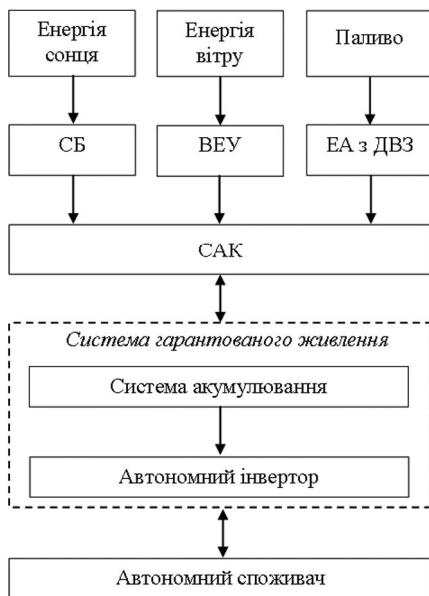 Енергія
сонця
Енергія
вітру
Паливо
СБ
ВЕУ
ЕА з ДВЗ
САК
Система гарантованого живлення
Система акумулювання
Автономний інвертор
Автономний споживач